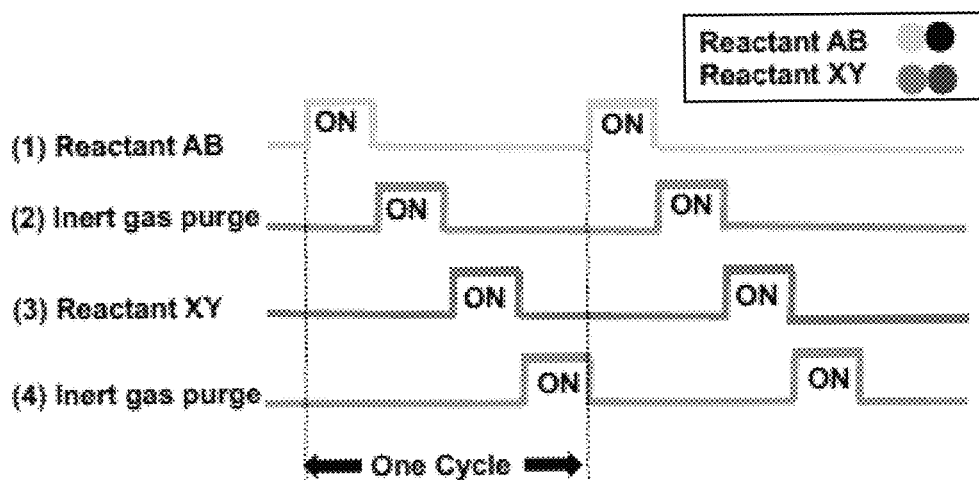 Reactant AB
Reactant XY
ON ON
(1) Reactant AB
ON ON
(2) Inert gas purge
ON ON
(3) Reactant XY
ON ON
(4) Inert gas purge
One Cycle